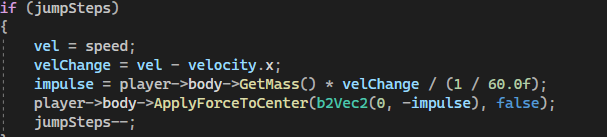 if (jumpSteps)
{
vel = speed;
velChange = vel - velocity.x;
impulse = player->body->GetMass() * velChange / (1 / 60.0f);
player->body->ApplyForceToCenter(b2Vec2(0, -impulse), false);
jumpSteps--;